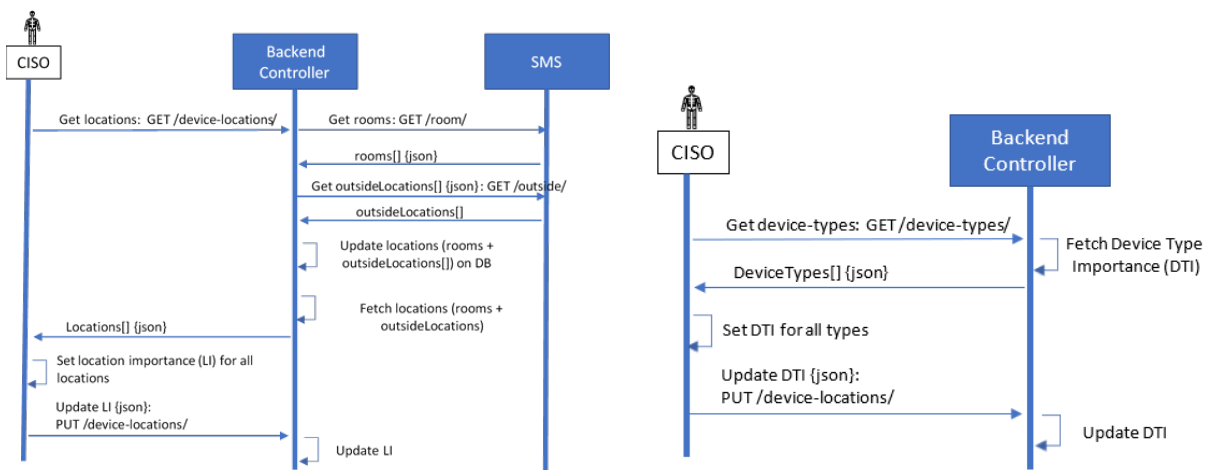 CISO
Backend
Controller
SMS
Get locations: GET /device-locations/
Get rooms: GET /room/
rooms[] {json}
Get outsideLocations[] {json}: GET /outside/
outsideLocations[]
Update locations (rooms +
outsideLocations[]) on DB
Fetch locations (rooms +
outsideLocations)
Locations[] {json}
Set location importance (LI) for all
locations
Update LI {json}:
PUT /device-locations/
Update LI
CISO
Backend
Controller
Get device-types: GET /device-types/
Fetch Device Type
Importance (DTI)
DeviceTypes[] {json}
Set DTI for all types
Update DTI {json}:
PUT /device-locations/
Update DTI